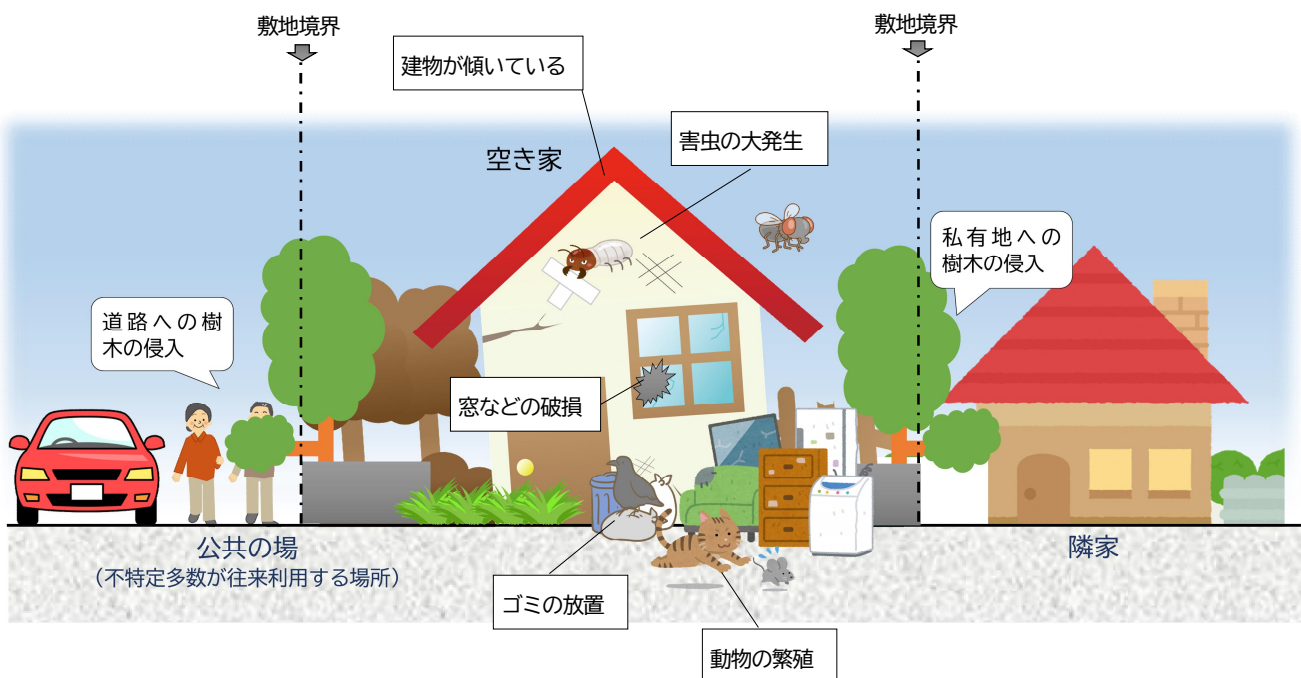 敷地境界
敷地境界
建物が傾いている
害虫の大発生
空き家
私有地への
樹木の侵入
道路への樹
木の侵入
窓などの破損
公共の場
（不特定多数が往来利用する場所）
隣家
ゴミの放置
動物の繁殖